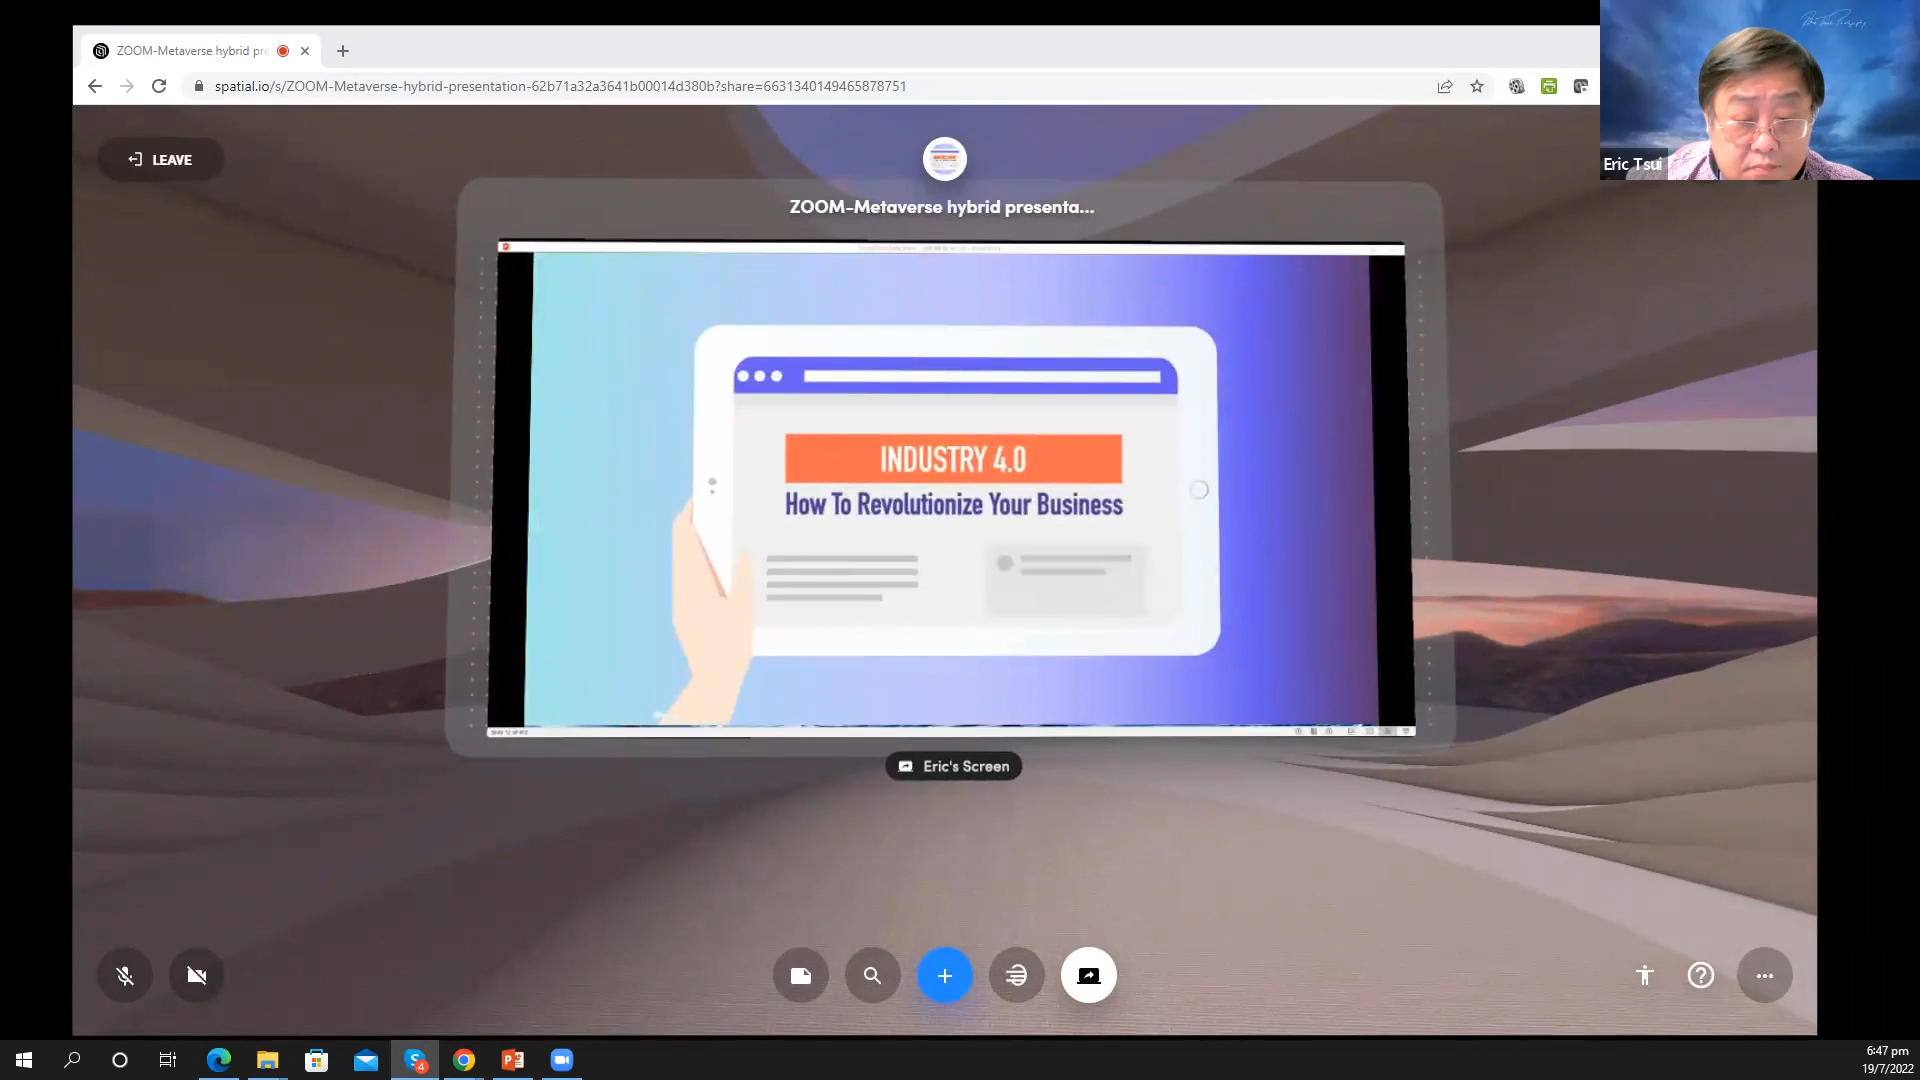 ZOOM-Metaverse hybrid pre
spatial.io/s/ZOOM-Metaverse-hybrid-presentation-62b71a32a3641b00014d380b?share=6631340149465878751
Eric Tsui
LEAVE
ZOOM-Metaverse hybrid presenta...
INDUSTRY 4.0
How To Revolutionize Your Business
Eric's Screen
4
6:47 pm
19/7/2022